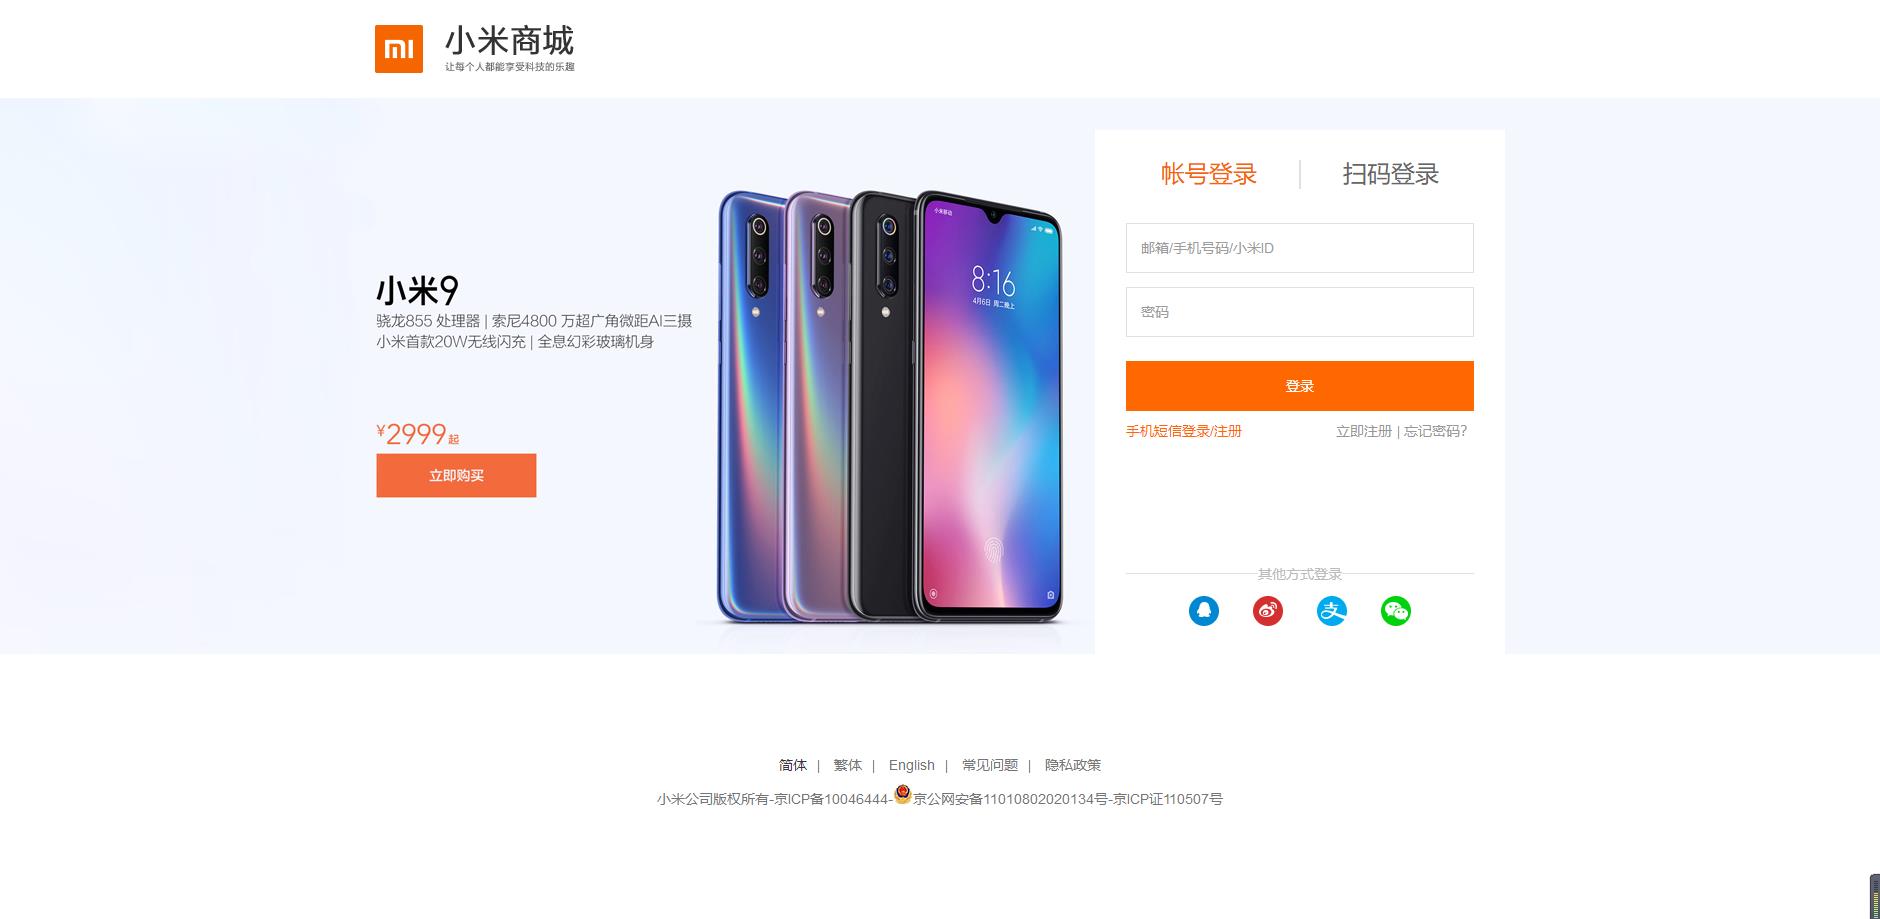 小米商城
让每个人都能享受科技的乐趣
帐号登录 扫码登录
邮箱/手机号码/小米ID
密码
登录
手机短信登录/注册 立即注册 | 忘记密码?
其他方式登录
小米9
骁龙855 处理器 | 索尼4800 万超广角微距AI三摄
小米首款20W无线闪充 | 全息幻彩玻璃机身
¥2999起
立即购买
小米移动
8:16
4月6日 周二晚上
简体 | 繁体 | English | 常见问题 | 隐私政策
小米公司版权所有-京ICP备10046444-京公网安备11010802020134号-京ICP证110507号